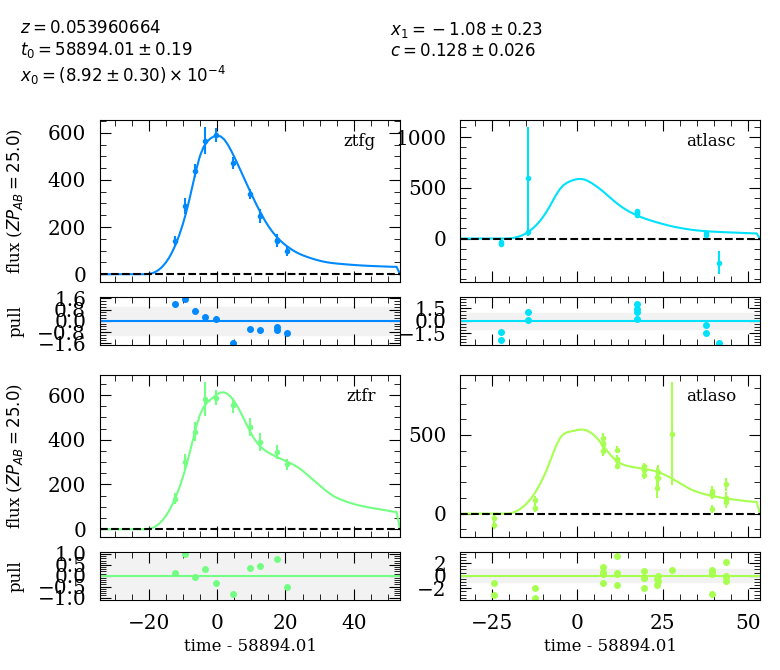 z = 0.053960664
t₀ = 58894.01 ± 0.19
x₀ = (8.92 ± 0.30) × 10⁻⁴
x₁ = −1.08 ± 0.23
c = 0.128 ± 0.026
ztfg
flux (ZP_AB = 25.0)
600
400
200
0
atlasc
1000
500
0
pull
1.6
0.8
0.0
−0.8
−1.6
1.5
0.0
−1.5
ztfr
flux (ZP_AB = 25.0)
600
400
200
0
atlaso
500
0
pull
1.0
0.5
0.0
−0.5
−1.0
−20 0 20 40
time - 58894.01
2
0
−2
−25 0 25 50
time - 58894.01